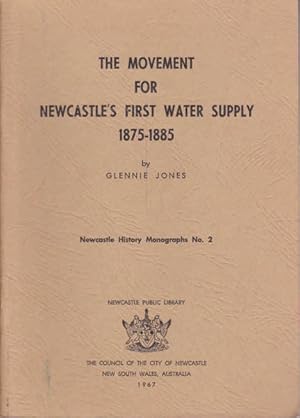 THE MOVEMENT
FOR
NEWCASTLE'S FIRST WATER SUPPLY
1875-1885
by
GLENNIE JONES
Newcastle History Monographs No. 2
NEWCASTLE PUBLIC LIBRARY
THE COUNCIL OF THE CITY OF NEWCASTLE
NEW SOUTH WALES, AUSTRALIA
1967